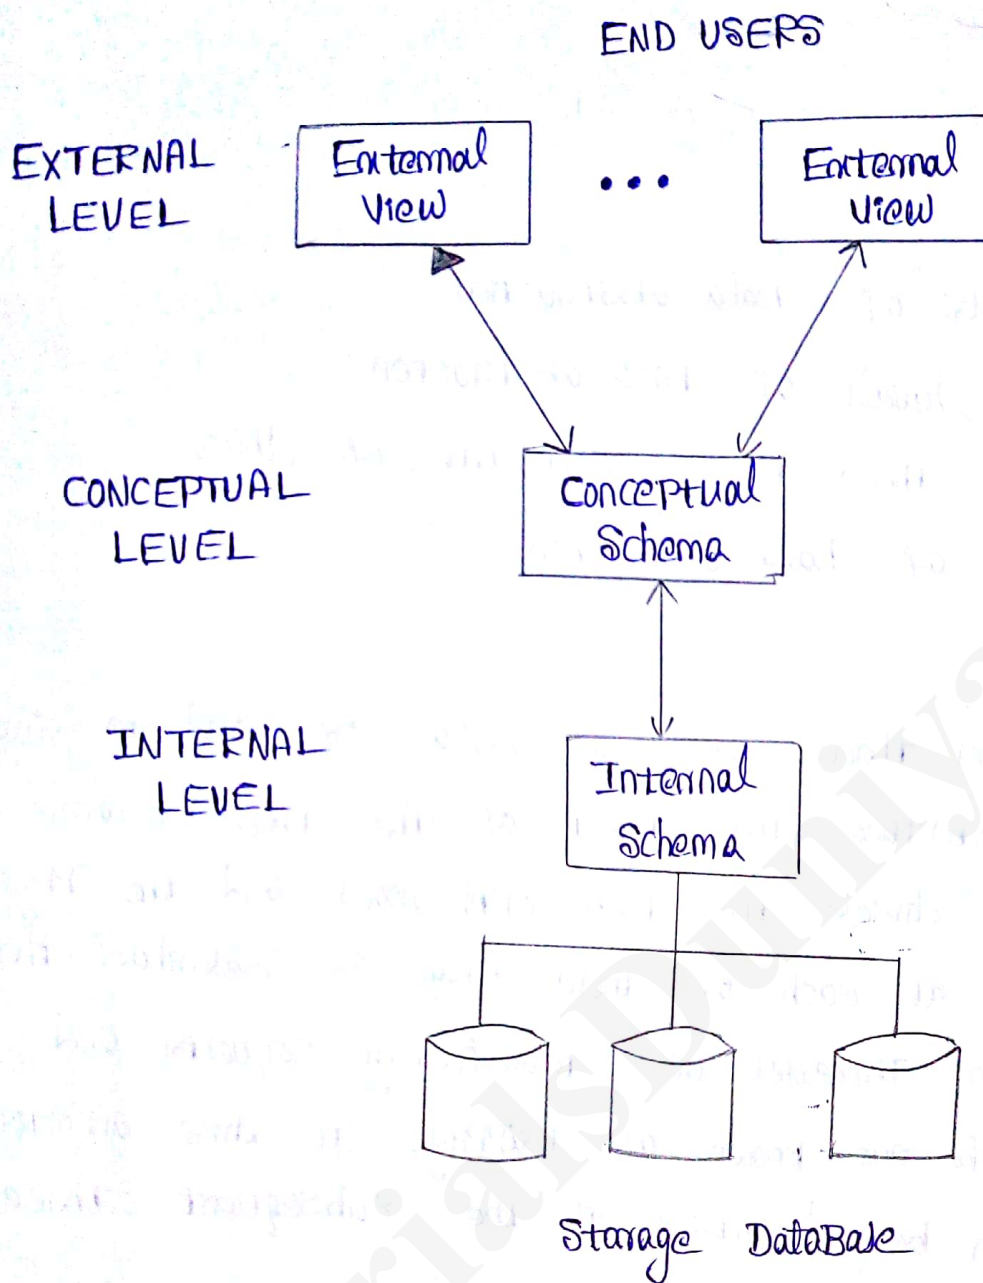 END USERS
EXTERNAL
LEVEL
External
View
External
View
CONCEPTUAL
LEVEL
Conceptual
Schema
INTERNAL
LEVEL
Internal
Schema
Storage DataBase